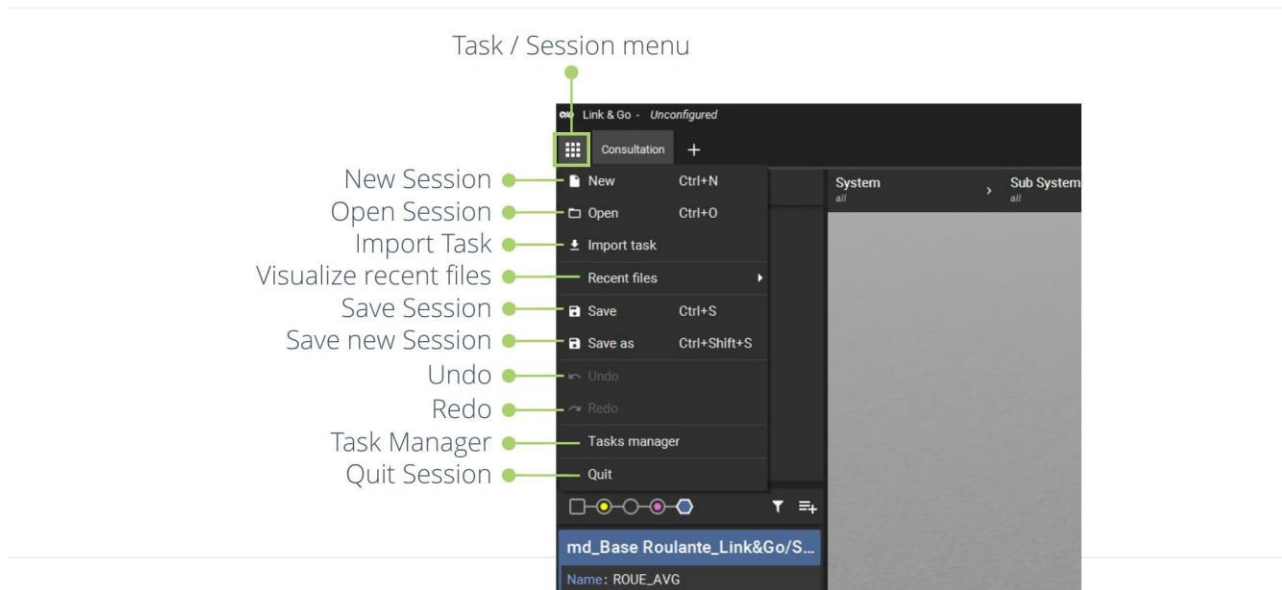 Task / Session menu
Link & Go - Unconfigured
Consultation +
New Session
New Ctrl+N
System
all
Sub System
all
Open Session
Open Ctrl+O
Import Task
Import task
Visualize recent files
Recent files
Save Session
Save Ctrl+S
Save new Session
Save as Ctrl+Shift+S
Undo
Undo
Redo
Redo
Task Manager
Tasks manager
Quit Session
Quit
md_Base Roulante_Link&Go/S...
Name: ROUE_AVG